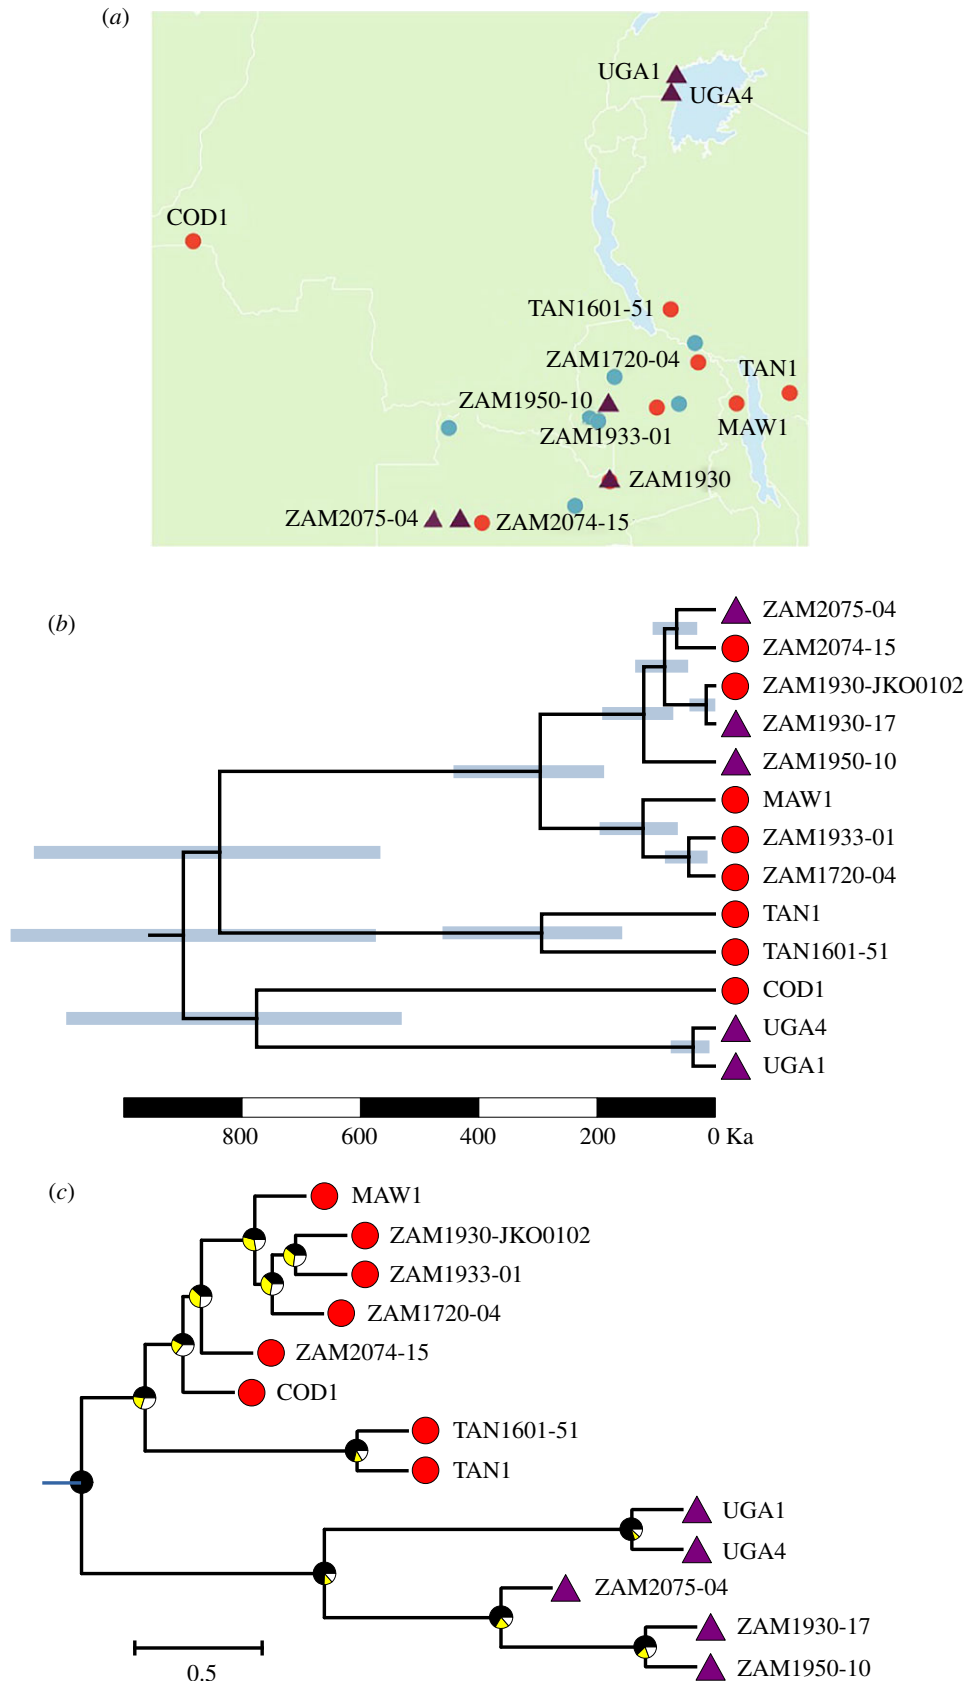 (a)
UGA1
UGA4
COD1
TAN1601-51
ZAM1720-04
TAN1
ZAM1950-10
MAW1
ZAM1933-01
ZAM1930
ZAM2075-04
ZAM2074-15
(b)
ZAM2075-04
ZAM2074-15
ZAM1930-JKO0102
ZAM1930-17
ZAM1950-10
MAW1
ZAM1933-01
ZAM1720-04
TAN1
TAN1601-51
COD1
UGA4
UGA1
800 600 400 200 0 Ka
(c)
MAW1
ZAM1930-JKO0102
ZAM1933-01
ZAM1720-04
ZAM2074-15
COD1
TAN1601-51
TAN1
UGA1
UGA4
ZAM2075-04
ZAM1930-17
ZAM1950-10
0.5